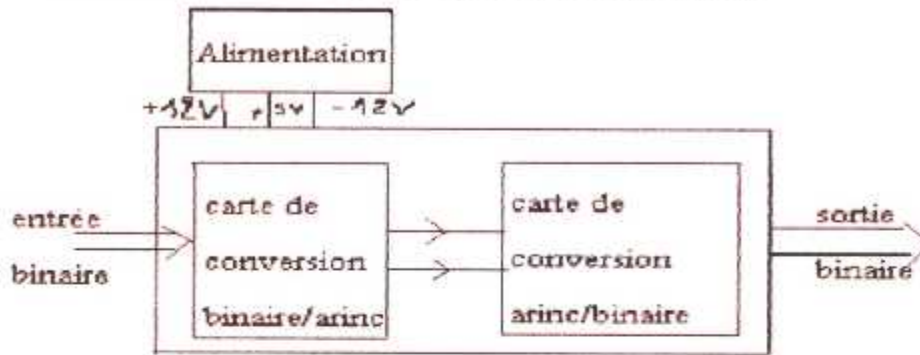 Alimentation
+12V +5V -12V
entrée
binaire
carte de
conversion
binaire/arinc
carte de
conversion
arinc/binaire
sortie
binaire